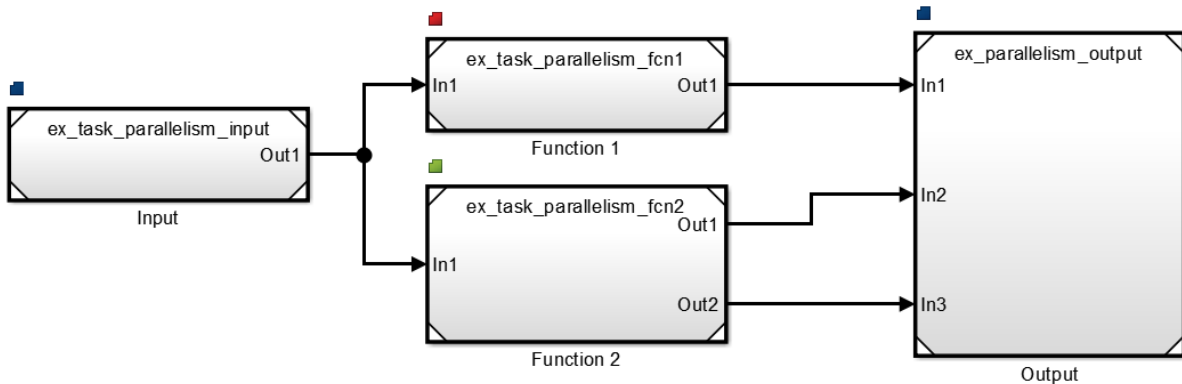 ex_task_parallelism_input
Out1
Input
ex_task_parallelism_fcn1
In1
Out1
Function 1
ex_task_parallelism_fcn2
Out1
In1
Out2
Function 2
ex_parallelism_output
In1
In2
In3
Output